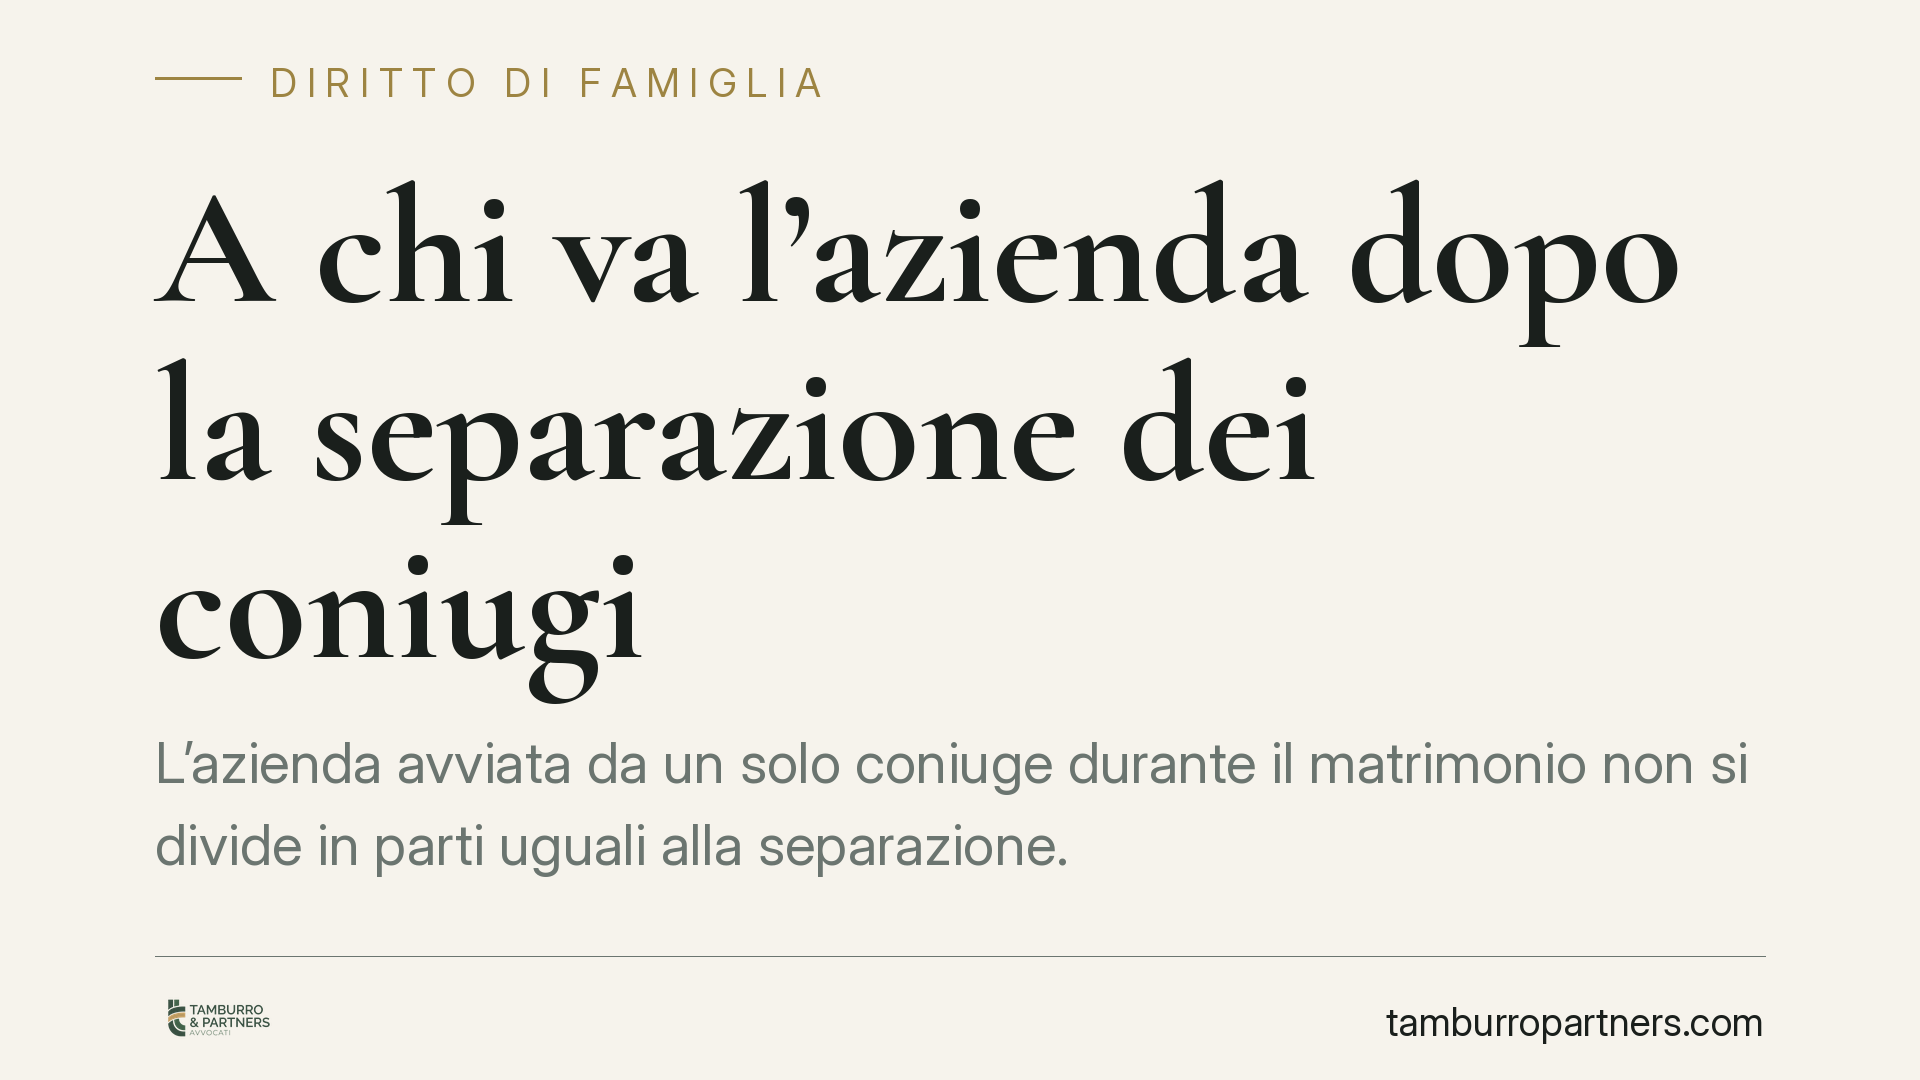 DIRITTO DI FAMIGLIA
A chi va l’azienda dopo
la separazione dei
coniugi
L’azienda avviata da un solo coniuge durante il matrimonio non si
divide in parti uguali alla separazione.
TAMBURRO
& PARTNERS
AVVOCATI
tamburropartners.com